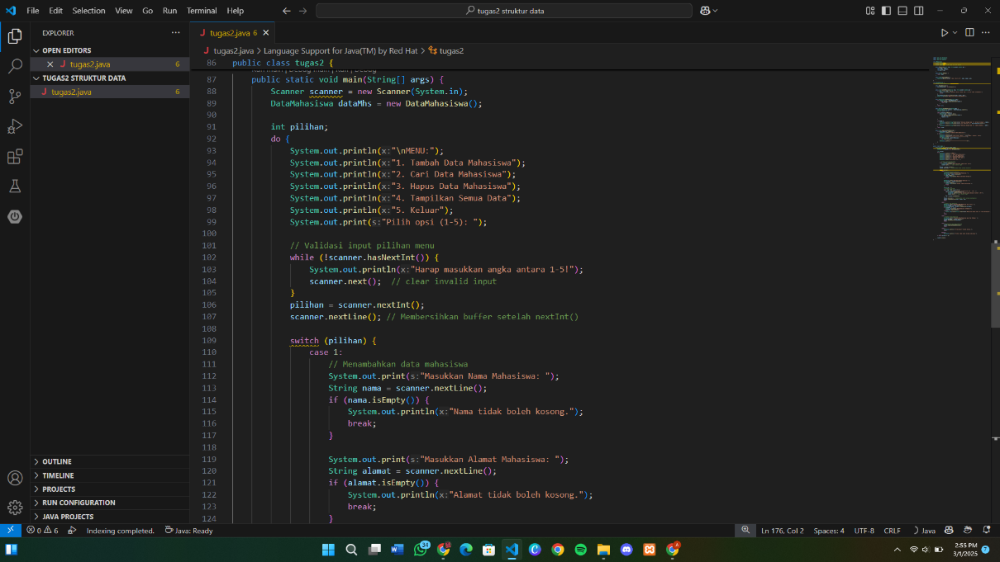 File Edit Selection View Go Run Terminal Help
tugas2 struktur data
EXPLORER
OPEN EDITORS
tugas2.java 6
TUGAS2 STRUKTUR DATA
tugas2.java 6
OUTLINE
TIMELINE
PROJECTS
RUN CONFIGURATION
JAVA PROJECTS
tugas2.java 6
tugas2.java > Language Support for Java(TM) by Red Hat > tugas2
86 public class tugas2 {
87 public static void main(String[] args) {
88 Scanner scanner = new Scanner(System.in);
89 DataMahasiswa dataMhs = new DataMahasiswa();
90
91 int pilihan;
92 do {
93 System.out.println(x:"\nMENU:");
94 System.out.println(x:"1. Tambah Data Mahasiswa");
95 System.out.println(x:"2. Cari Data Mahasiswa");
96 System.out.println(x:"3. Hapus Data Mahasiswa");
97 System.out.println(x:"4. Tampilkan Semua Data");
98 System.out.println(x:"5. Keluar");
99 System.out.print(s:"Pilih opsi (1-5): ");
100
101 // Validasi input pilihan menu
102 while (!scanner.hasNextInt()) {
103 System.out.println(x:"Harap masukkan angka antara 1-5!");
104 scanner.next();  // clear invalid input
105 }
106 pilihan = scanner.nextInt();
107 scanner.nextLine(); // Membersihkan buffer setelah nextInt()
108
109 switch (pilihan) {
110 case 1:
111 // Menambahkan data mahasiswa
112 System.out.print(s:"Masukkan Nama Mahasiswa: ");
113 String nama = scanner.nextLine();
114 if (nama.isEmpty()) {
115 System.out.println(x:"Nama tidak boleh kosong.");
116 break;
117 }
118
119 System.out.print(s:"Masukkan Alamat Mahasiswa: ");
120 String alamat = scanner.nextLine();
121 if (alamat.isEmpty()) {
122 System.out.println(x:"Alamat tidak boleh kosong.");
123 break;
124 }
0 6 Indexing completed. Java: Ready Ln 176, Col 2 Spaces: 4 UTF-8 CRLF Java
34
2:55 PM
3/1/2025
7